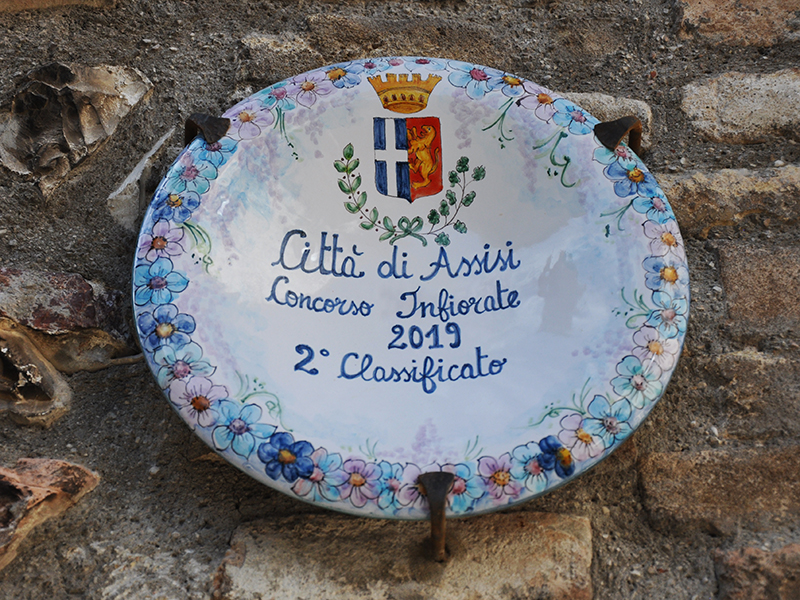 Città di Assisi
Concorso Infiorate
2019
2° Classificato